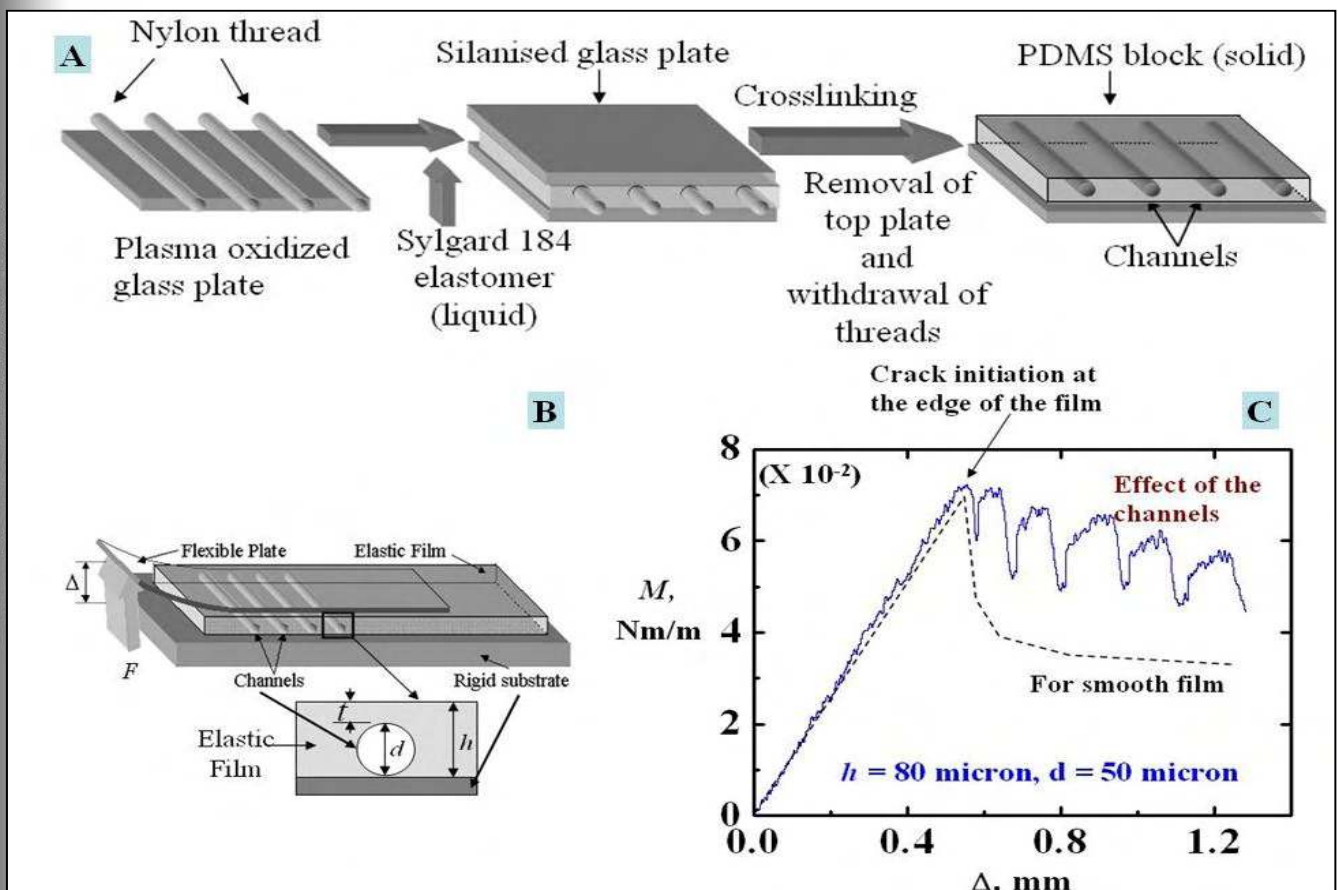 A
Nylon thread
Plasma oxidized
glass plate
Sylgard 184
elastomer
(liquid)
Silanised glass plate
Crosslinking
Removal of
top plate
and
withdrawal of
threads
PDMS block (solid)
Channels
B
Flexible Plate
Elastic Film
Δ
F
Channels
Rigid substrate
Elastic
Film
t
d
h
C
Crack initiation at
the edge of the film
(X 10⁻²)
Effect of the
channels
M,
Nm/m
8
6
4
2
0
For smooth film
h = 80 micron, d = 50 micron
0.0 0.4 0.8 1.2
Δ, mm